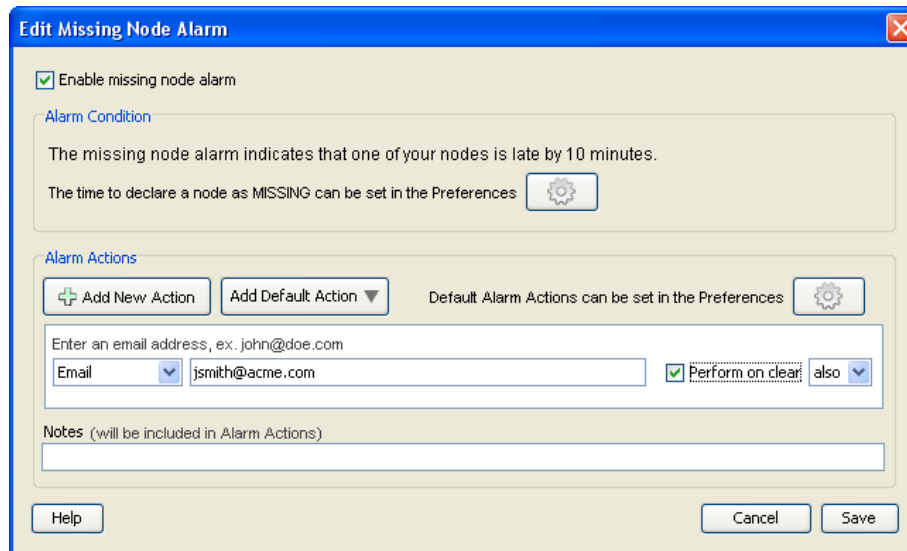 Edit Missing Node Alarm
Enable missing node alarm
Alarm Condition
The missing node alarm indicates that one of your nodes is late by 10 minutes.
The time to declare a node as MISSING can be set in the Preferences
Alarm Actions
Add New Action Add Default Action Default Alarm Actions can be set in the Preferences
Enter an email address, ex. john@doe.com
Email jsmith@acme.com Perform on clear also
Notes (will be included in Alarm Actions)
Help Cancel Save